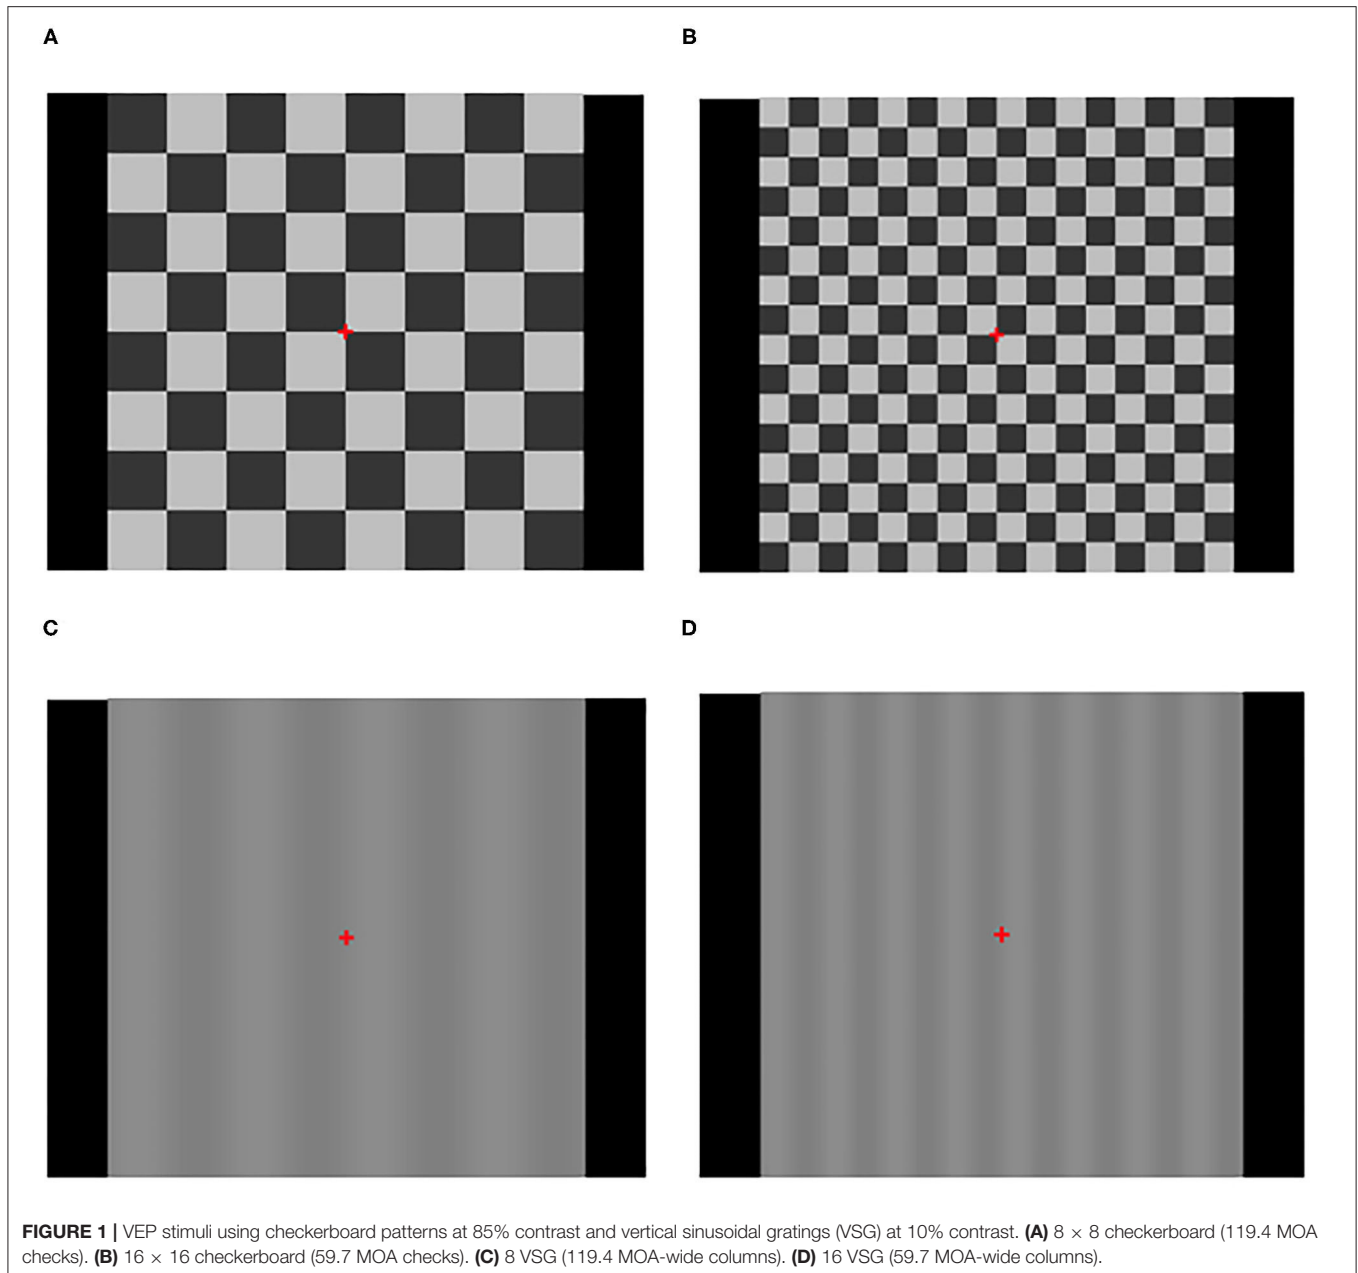 A
B
C
D
FIGURE 1 | VEP stimuli using checkerboard patterns at 85% contrast and vertical sinusoidal gratings (VSG) at 10% contrast. (A) 8 × 8 checkerboard (119.4 MOA
checks). (B) 16 × 16 checkerboard (59.7 MOA checks). (C) 8 VSG (119.4 MOA-wide columns). (D) 16 VSG (59.7 MOA-wide columns).